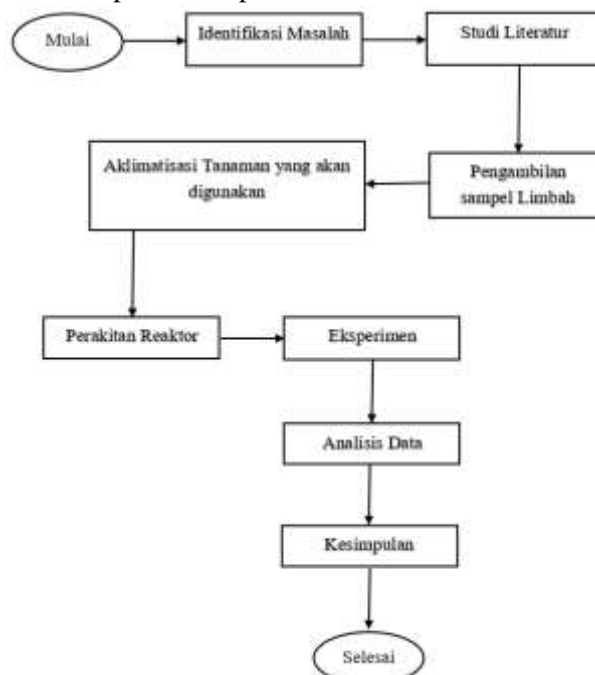 Mulai
Identifikasi Masalah
Studi Literatur
Pengambilan
sampel Limbah
Aklimatisasi Tanaman yang akan
digunakan
Perakitan Reaktor
Eksperimen
Analisis Data
Kesimpulan
Selesai